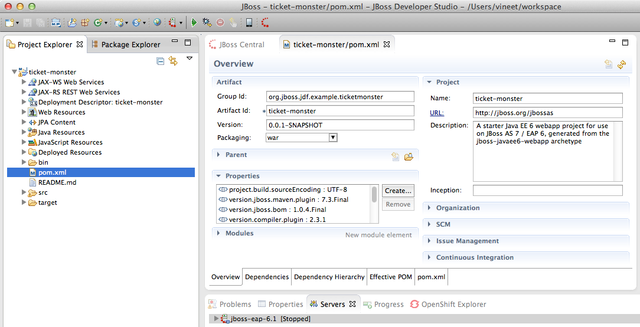 JBoss - ticket-monster/pom.xml - JBoss Developer Studio - /Users/vineet/workspace
Project Explorer
Package Explorer
ticket-monster
JAX-WS Web Services
JAX-RS REST Web Services
Deployment Descriptor: ticket-monster
Web Resources
JPA Content
Java Resources
JavaScript Resources
Deployed Resources
bin
pom.xml
README.md
src
target
JBoss Central
ticket-monster/pom.xml
Overview
Artifact
Group Id: org.jboss.jdf.example.ticketmonster
Artifact Id: * ticket-monster
Version: 0.0.1-SNAPSHOT
Packaging: war
Parent
Properties
project.build.sourceEncoding : UTF-8
version.jboss.maven.plugin : 7.3.Final
version.jboss.bom : 1.0.4.Final
version.compiler.plugin : 2.3.1
Create...
Remove
Modules
New module element
Project
Name: ticket-monster
URL: http://jboss.org/jbossas
Description: A starter Java EE 6 webapp project for use
on JBoss AS 7 / EAP 6, generated from the
jboss-javaee6-webapp archetype
Inception:
Organization
SCM
Issue Management
Continuous Integration
Overview
Dependencies
Dependency Hierarchy
Effective POM
pom.xml
Problems
Properties
Servers
Progress
OpenShift Explorer
jboss-eap-6.1 [Stopped]